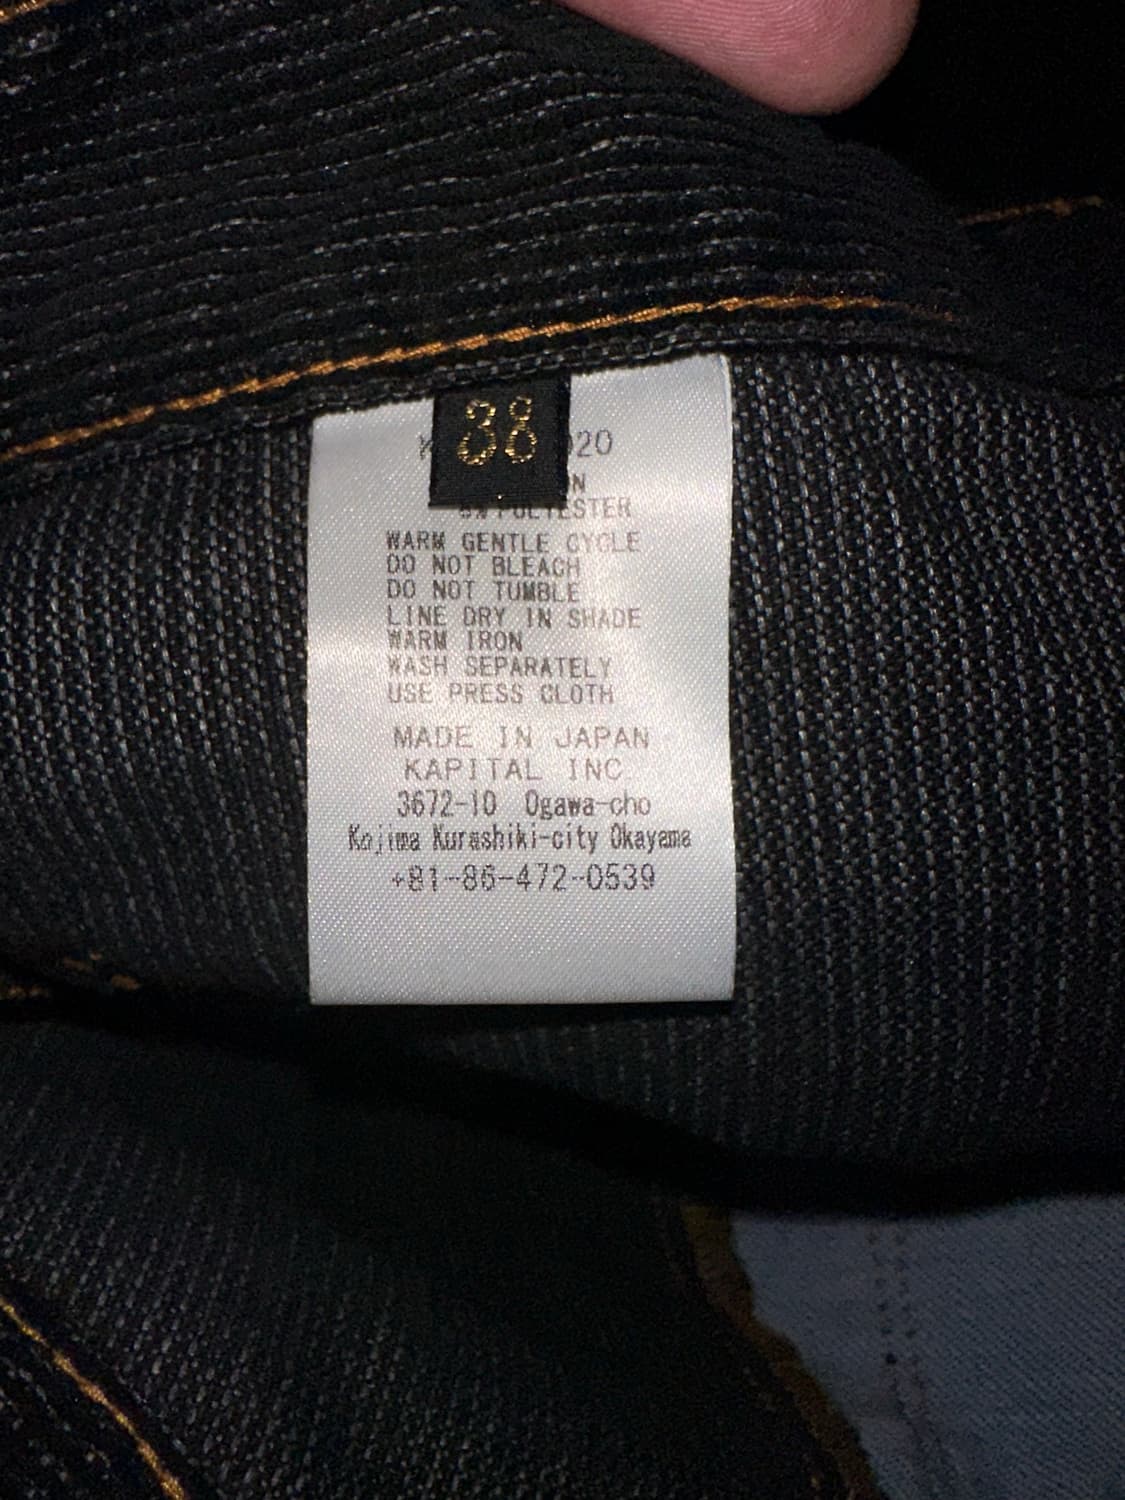 38
20
N
POLYESTER
WARM GENTLE CYCLE
DO NOT BLEACH
DO NOT TUMBLE
LINE DRY IN SHADE
WARM IRON
WASH SEPARATELY
USE PRESS CLOTH
MADE IN JAPAN
KAPITAL INC.
3672-10 Ogawa-cho
Kojima Kurashiki-city Okayama
+81-86-472-0539